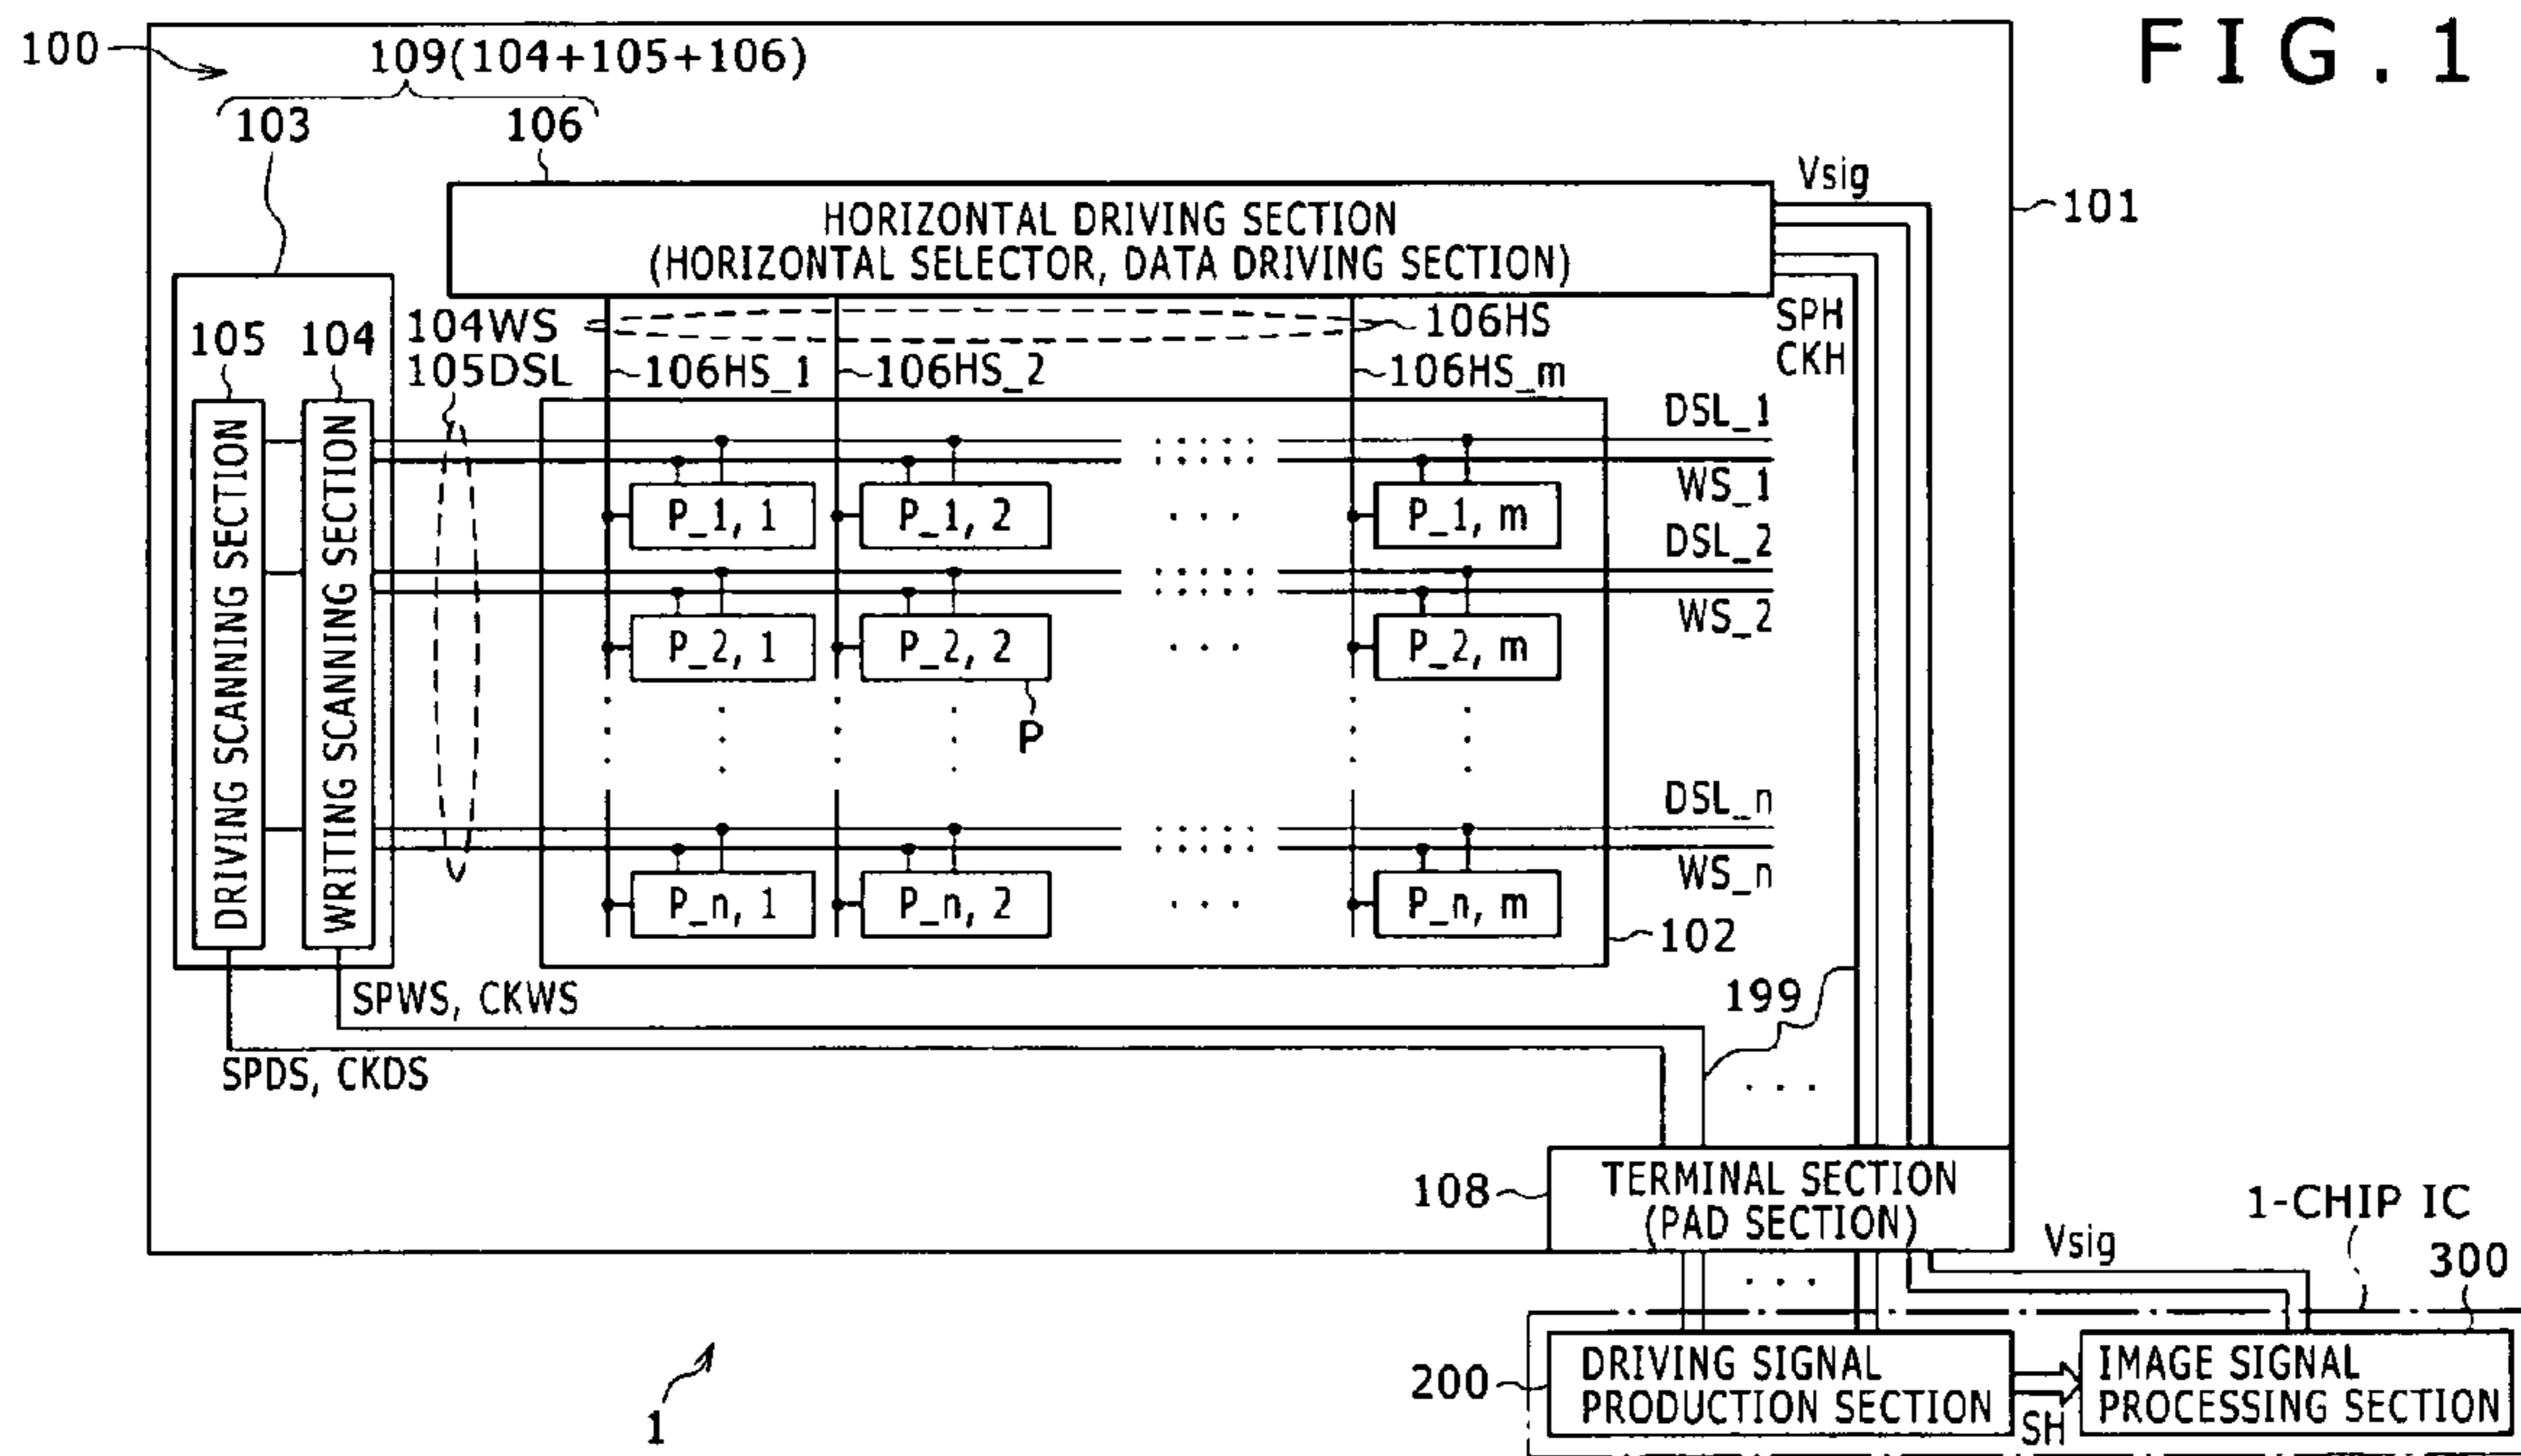 FIG. 1
100
109(104+105+106)
103
106
Vsig
101
HORIZONTAL DRIVING SECTION
(HORIZONTAL SELECTOR, DATA DRIVING SECTION)
SPH
CKH
105
104
104WS
105DSL
106HS
106HS_1
106HS_2
106HS_m
DRIVING SCANNING SECTION
WRITING SCANNING SECTION
DSL_1
WS_1
P_1, 1
P_1, 2
. . .
P_1, m
DSL_2
WS_2
P_2, 1
P_2, 2
. . .
P_2, m
P
DSL_n
WS_n
P_n, 1
P_n, 2
. . .
P_n, m
102
SPWS, CKWS
199
SPDS, CKDS
. . .
108
TERMINAL SECTION
(PAD SECTION)
1-CHIP IC
Vsig
300
. . .
200
DRIVING SIGNAL
PRODUCTION SECTION
SH
IMAGE SIGNAL
PROCESSING SECTION
1